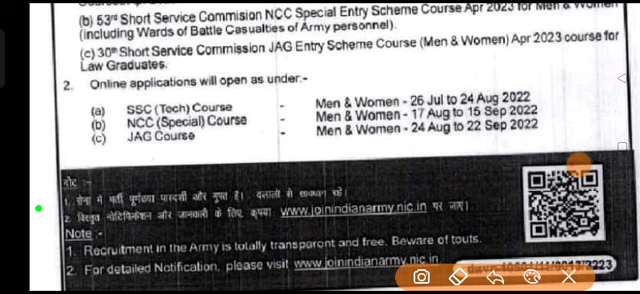 (b) 53rd Short Service Commision NCC Special Entry Scheme Course Apr 2023 for Men & Women
(including Wards of Battle Casualties of Army personnel).
(c) 30th Short Service Commission JAG Entry Scheme Course (Men & Women) Apr 2023 course for
Law Graduates.
2. Online applications will open as under:-
(a) SSC (Tech) Course - Men & Women - 26 Jul to 24 Aug 2022
(b) NCC (Special) Course - Men & Women - 17 Aug to 15 Sep 2022
(c) JAG Course - Men & Women - 24 Aug to 22 Sep 2022
नोट :-
1. सेना में भर्ती पूर्णतया पारदर्शी और मुफ्त है। दलालों से सावधान रहें।
2. विस्तृत नोटिफिकेशन और जानकारी के लिए कृपया www.joinindianarmy.nic.in पर जाएं।
Note :-
1. Recruitment in the Army is totally transparent and free. Beware of touts.
2. For detailed Notification, please visit www.joinindianarmy.nic.in